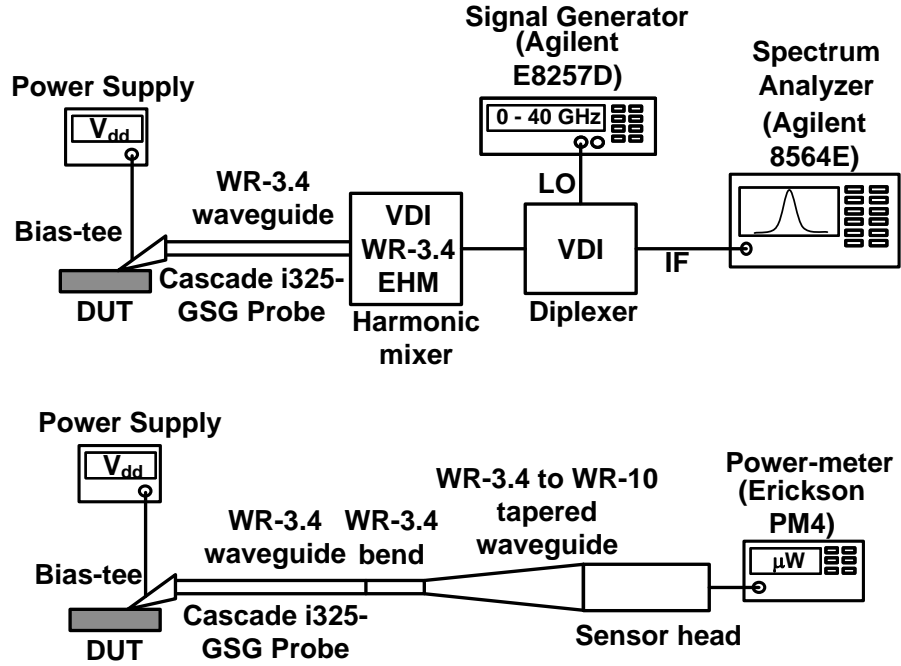 Signal Generator
(Agilent
E8257D)
Spectrum
Analyzer
(Agilent
8564E)
Power Supply
Vdd
0 - 40 GHz
WR-3.4
waveguide
LO
Bias-tee
VDI
WR-3.4
EHM
VDI
IF
Cascade i325-
GSG Probe
DUT
Harmonic
mixer
Diplexer
Power Supply
Vdd
WR-3.4 to WR-10
tapered
waveguide
Power-meter
(Erickson
PM4)
WR-3.4
waveguide
WR-3.4
bend
μW
Bias-tee
Cascade i325-
GSG Probe
DUT
Sensor head